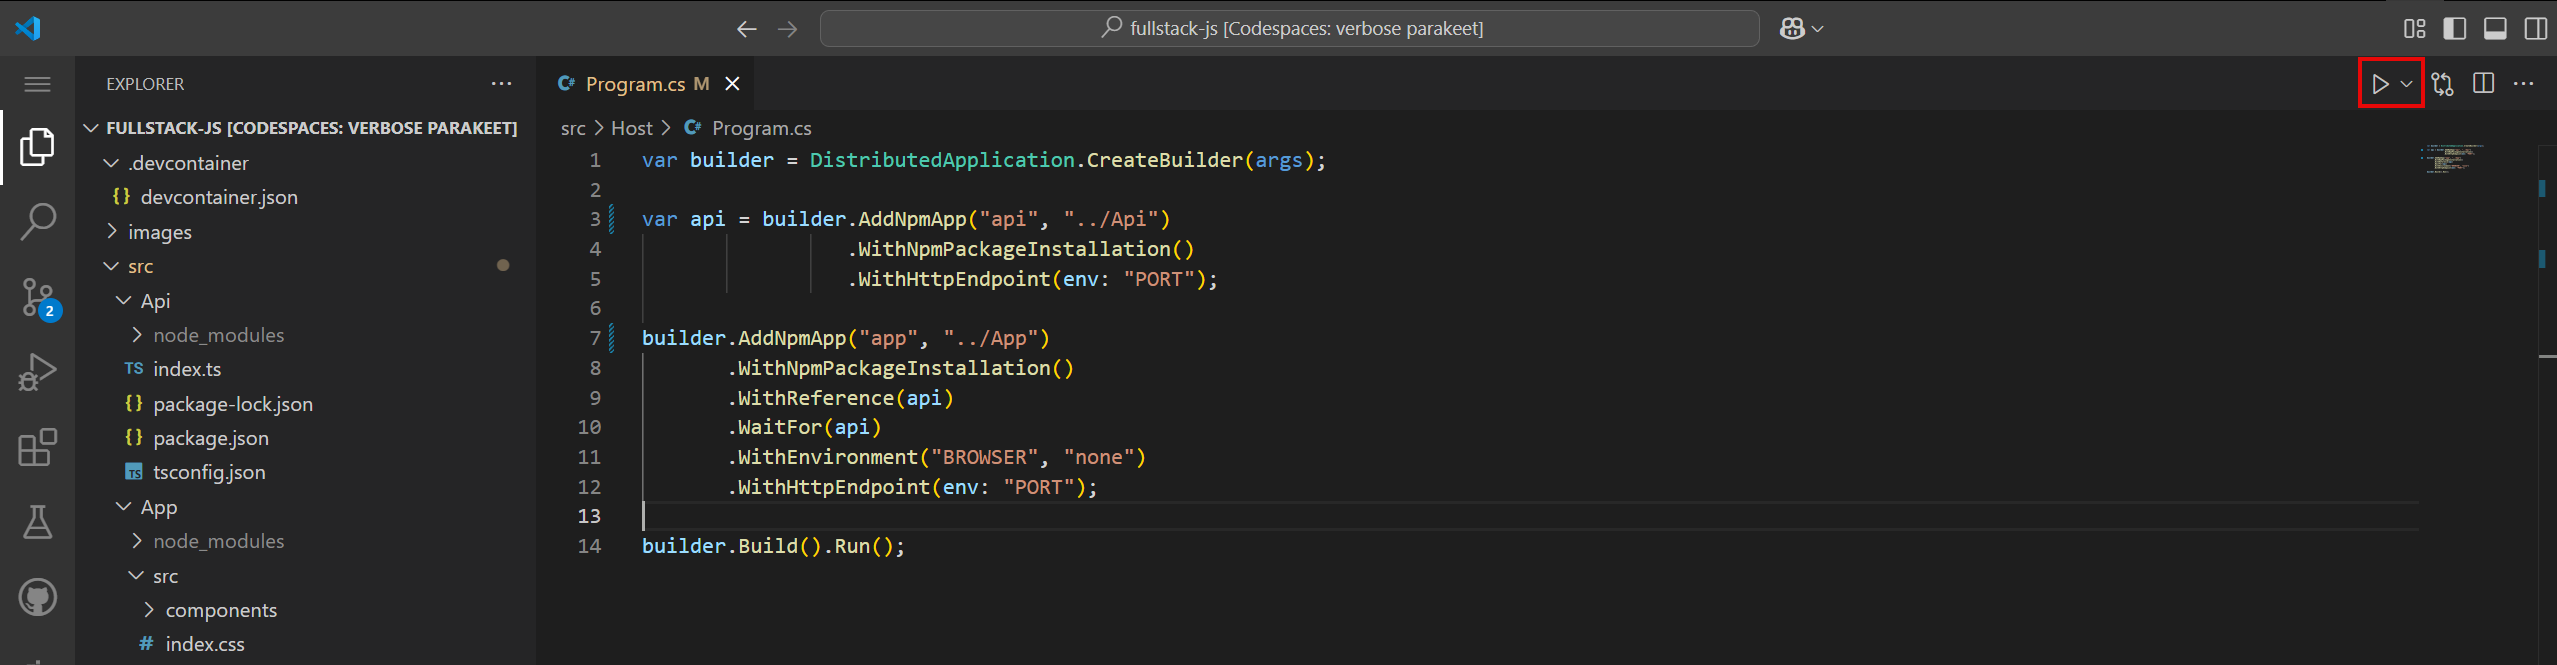 fullstack-js [Codespaces: verbose parakeet]
EXPLORER
FULLSTACK-JS [CODESPACES: VERBOSE PARAKEET]
.devcontainer
{} devcontainer.json
images
src
Api
node_modules
TS index.ts
{} package-lock.json
{} package.json
TS tsconfig.json
App
node_modules
src
components
# index.css
2
C# Program.cs M
src > Host > C# Program.cs
1 var builder = DistributedApplication.CreateBuilder(args);
2
3 var api = builder.AddNpmApp("api", "../Api")
4 .WithNpmPackageInstallation()
5 .WithHttpEndpoint(env: "PORT");
6
7 builder.AddNpmApp("app", "../App")
8 .WithNpmPackageInstallation()
9 .WithReference(api)
10 .WaitFor(api)
11 .WithEnvironment("BROWSER", "none")
12 .WithHttpEndpoint(env: "PORT");
13
14 builder.Build().Run();